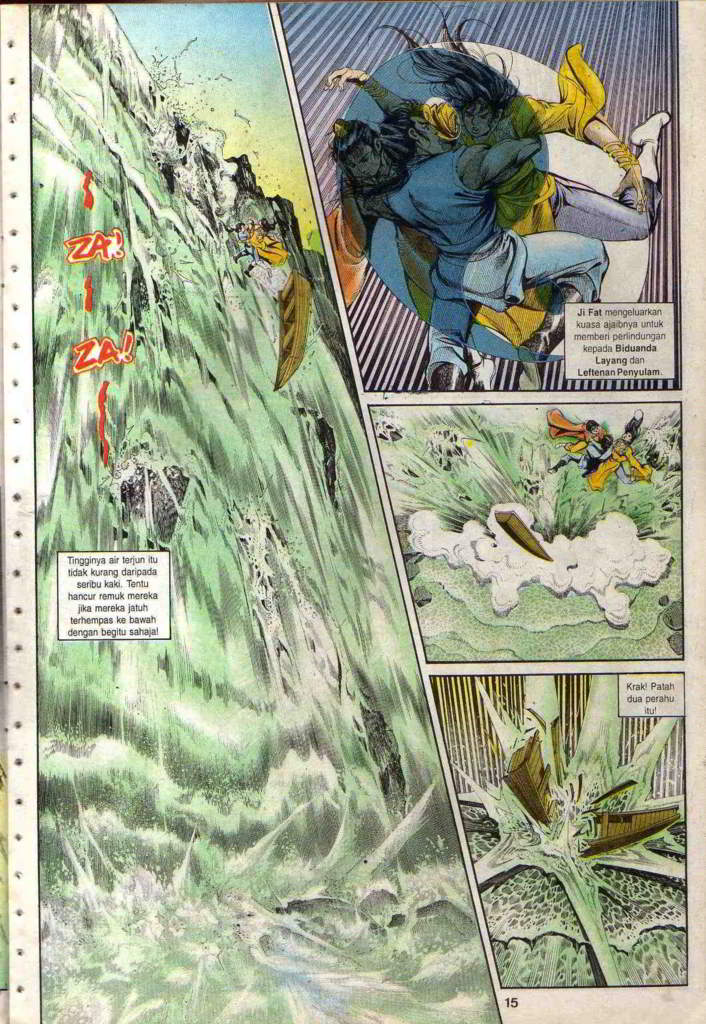 ZA!
ZA!
Tingginya air terjun itu
tidak kurang daripada
seribu kaki. Tentu
hancur remuk mereka
jika mereka jatuh
terhempas ke bawah
dengan begitu sahaja!
Ji Fat mengeluarkan
kuasa ajaibnya untuk
memberi perlindungan
kepada Biduanda
Layang dan
Leftenan Penyulam.
Krak! Patah
dua perahu
itu!
15